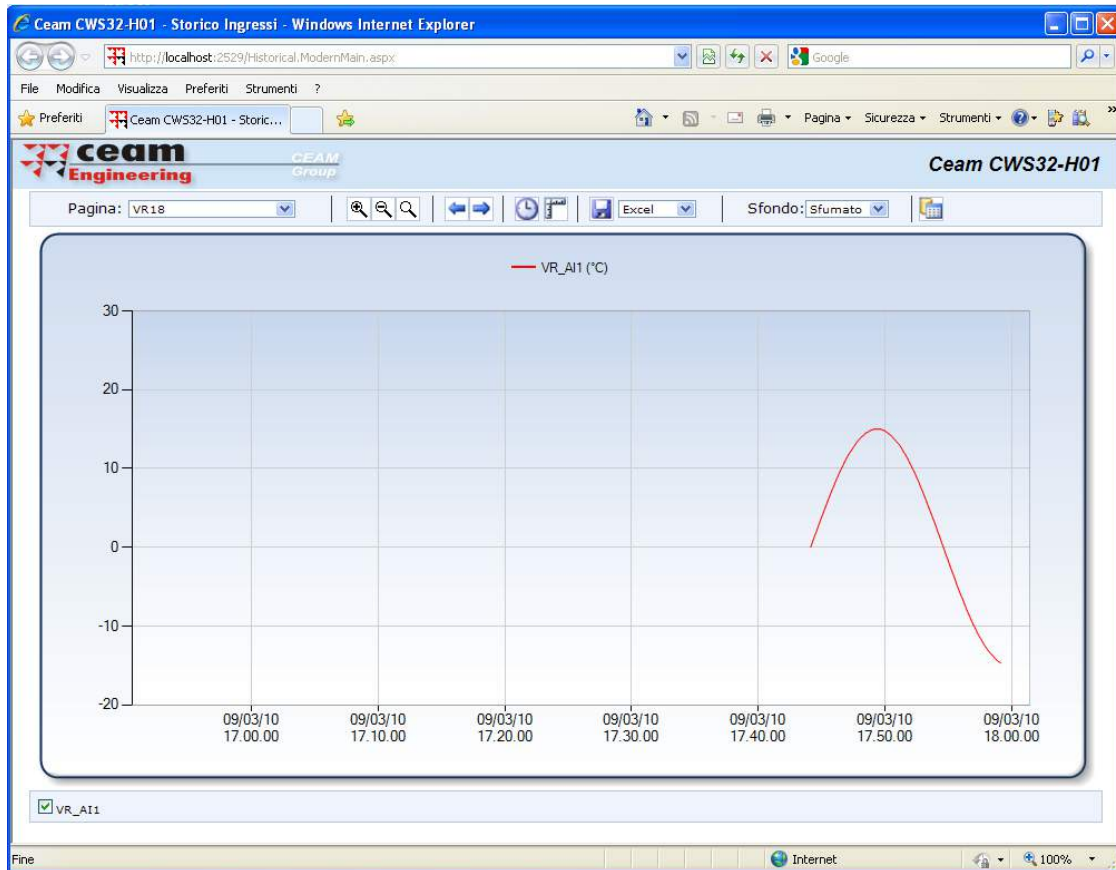 Ceam CWS32-H01 - Storico Ingressi - Windows Internet Explorer
http://localhost:2529/Historical.ModernMain.aspx
Google
File Modifica Visualizza Preferiti Strumenti ?
Preferiti Ceam CWS32-H01 - Storic... Pagina Sicurezza Strumenti »
ceam
Engineering
CEAM
Group
Ceam CWS32-H01
Pagina: VR18 Excel Sfondo: Sfumato
VR_AI1 (°C)
30
20
10
0
-10
-20
09/03/10 09/03/10 09/03/10 09/03/10 09/03/10 09/03/10 09/03/10
17.00.00 17.10.00 17.20.00 17.30.00 17.40.00 17.50.00 18.00.00
VR_AI1
Fine Internet 100%